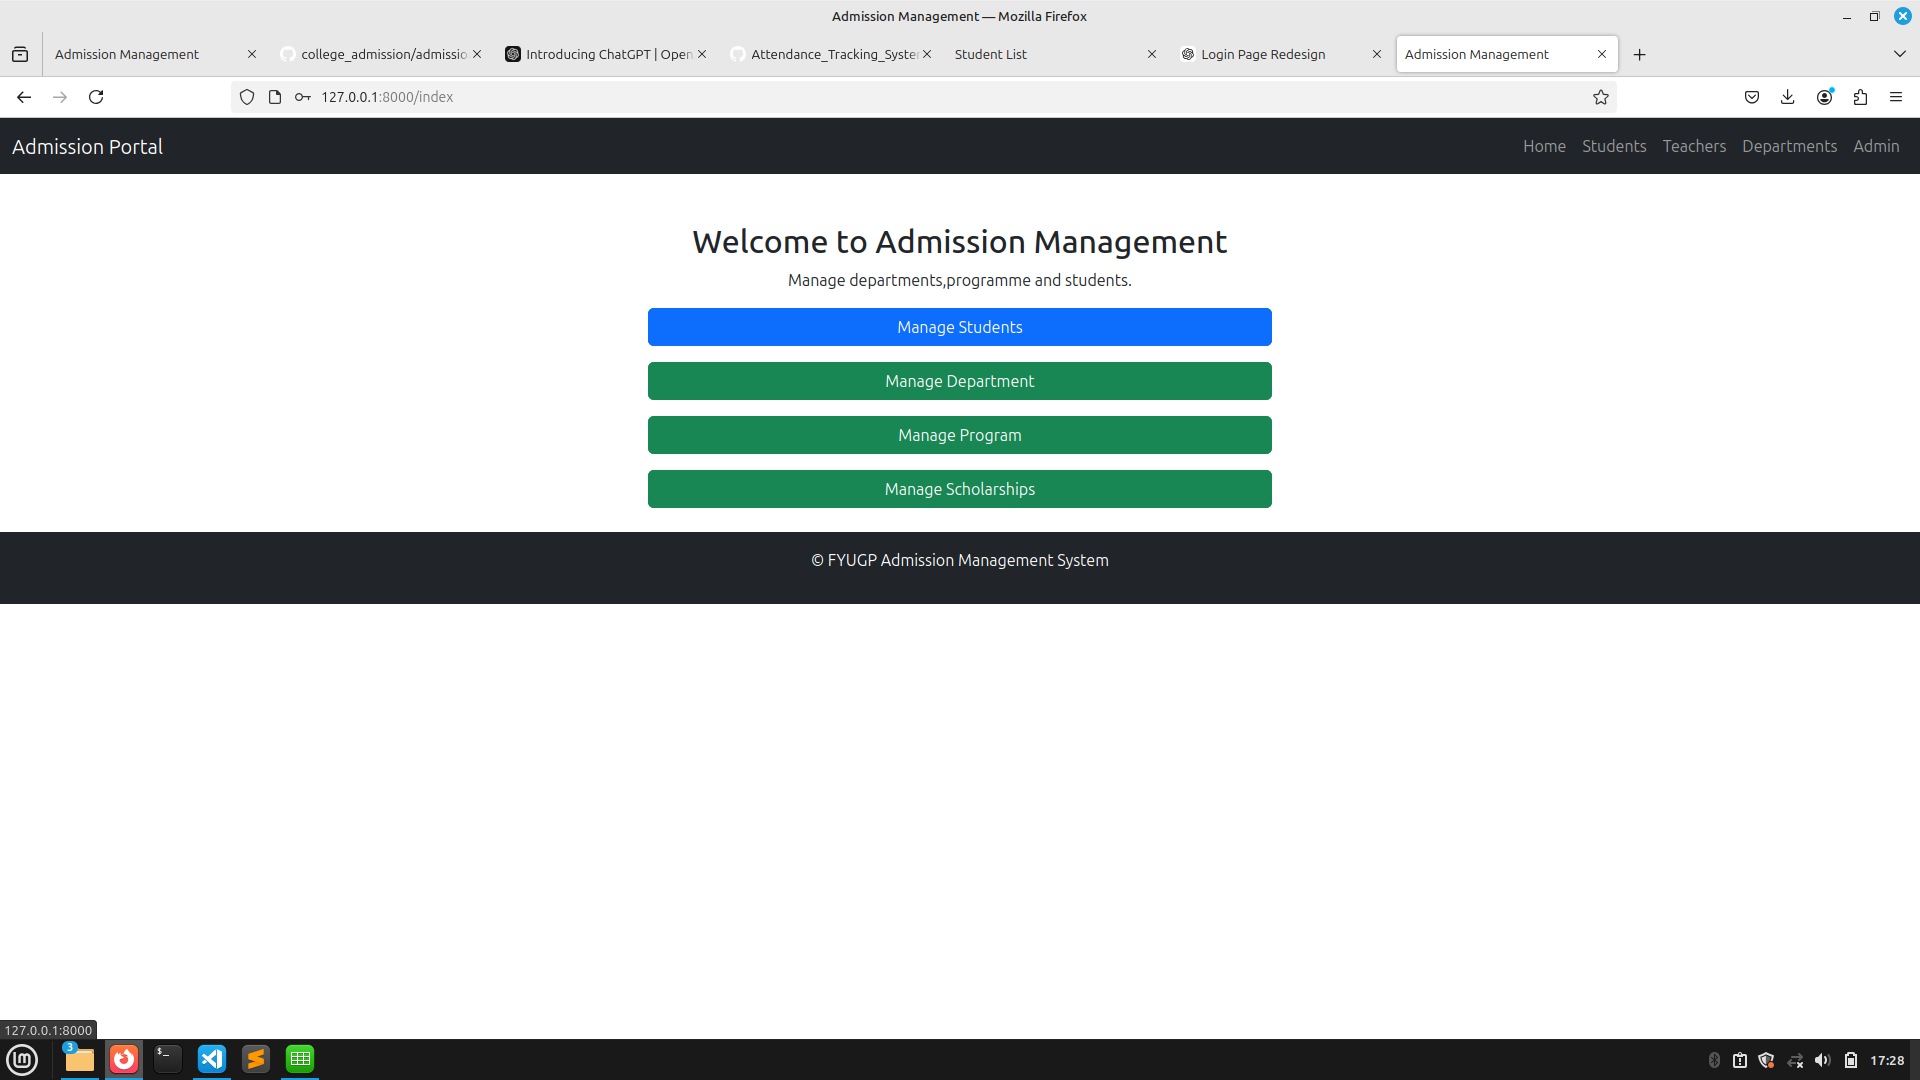 Admission Management — Mozilla Firefox
Admission Management
college_admission/admissio
Introducing ChatGPT | Open
Attendance_Tracking_Syste
Student List
Login Page Redesign
Admission Management
127.0.0.1:8000/index
Admission Portal
Home Students Teachers Departments Admin
Welcome to Admission Management
Manage departments,programme and students.
Manage Students
Manage Department
Manage Program
Manage Scholarships
© FYUGP Admission Management System
127.0.0.1:8000
3
17:28